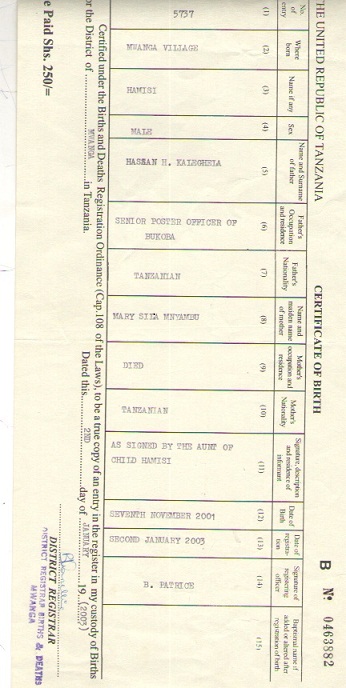 THE UNITED REPUBLIC OF TANZANIA
CERTIFICATE OF BIRTH
B Nº 0463882
No. of entry
Where born
Name if any
Sex
Name and Surname of father
Father's Occupation and residence
Father's Nationality
Name and maiden name of mother
Mother's occupation and residence
Mother's Nationality
Signature, description and residence of informant
Date of Birth
Date of registra- tion
Signature of registering officer
Baptismal name if added or altered after registration of birth
(1) (2) (3) (4) (5) (6) (7) (8) (9) (10) (11) (12) (13) (14) (15)
5737
MWANGA VILLAGE
HAMISI
MALE
HASSAN H. KALEGHELA
SENIOR POSTER OFFICER OF BUKOBA
TANZANIAN
MARY SIZA MNYAMBU
DIED
TANZANIAN
AS SIGNED BY THE AUNT OF CHILD HAMISI
SEVENTH NOVEMBER 2001
SECOND JANUARY 2003
B. PATRICE
Certified under the Births and Deaths Registration Ordinance (Cap.108 of the Laws), to be a true copy of an entry in the register in my custody of Births
or the District of MWANGA in Tanzania. Dated this 2ND day of JANUARY 19 (2003)
DISTRICT REGISTRAR
DISTRICT REGISTRAR BIRTHS & DEATHS
MWANGA
e Paid Shs. 250/=